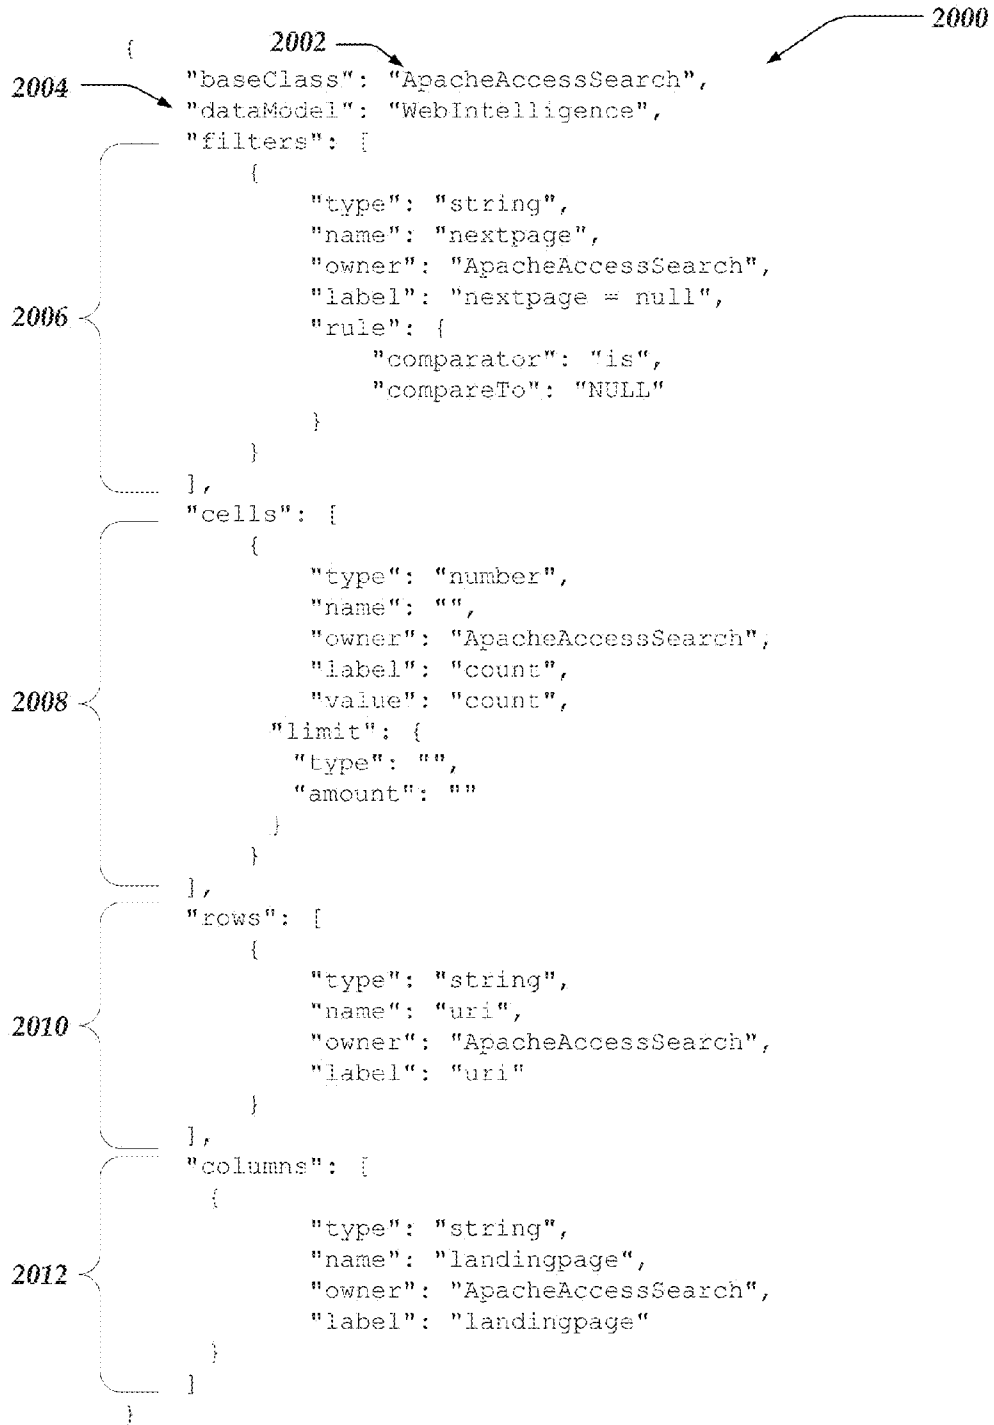 2000
{
2002
"baseClass": "ApacheAccessSearch",
2004
"dataModel": "WebIntelligence",
"filters": [
{
"type": "string",
"name": "nextpage",
"owner": "ApacheAccessSearch",
"label": "nextpage = null",
2006
"rule": {
"comparator": "is",
"compareTo": "NULL"
}
}
],
"cells": [
{
"type": "number",
"name": "",
"owner": "ApacheAccessSearch",
"label": "count",
2008
"value": "count",
"limit": {
"type": "",
"amount": ""
}
}
],
"rows": [
{
"type": "string",
"name": "uri",
2010
"owner": "ApacheAccessSearch",
"label": "uri"
}
],
"columns": [
{
"type": "string",
"name": "landingpage",
2012
"owner": "ApacheAccessSearch",
"label": "landingpage"
}
]
}